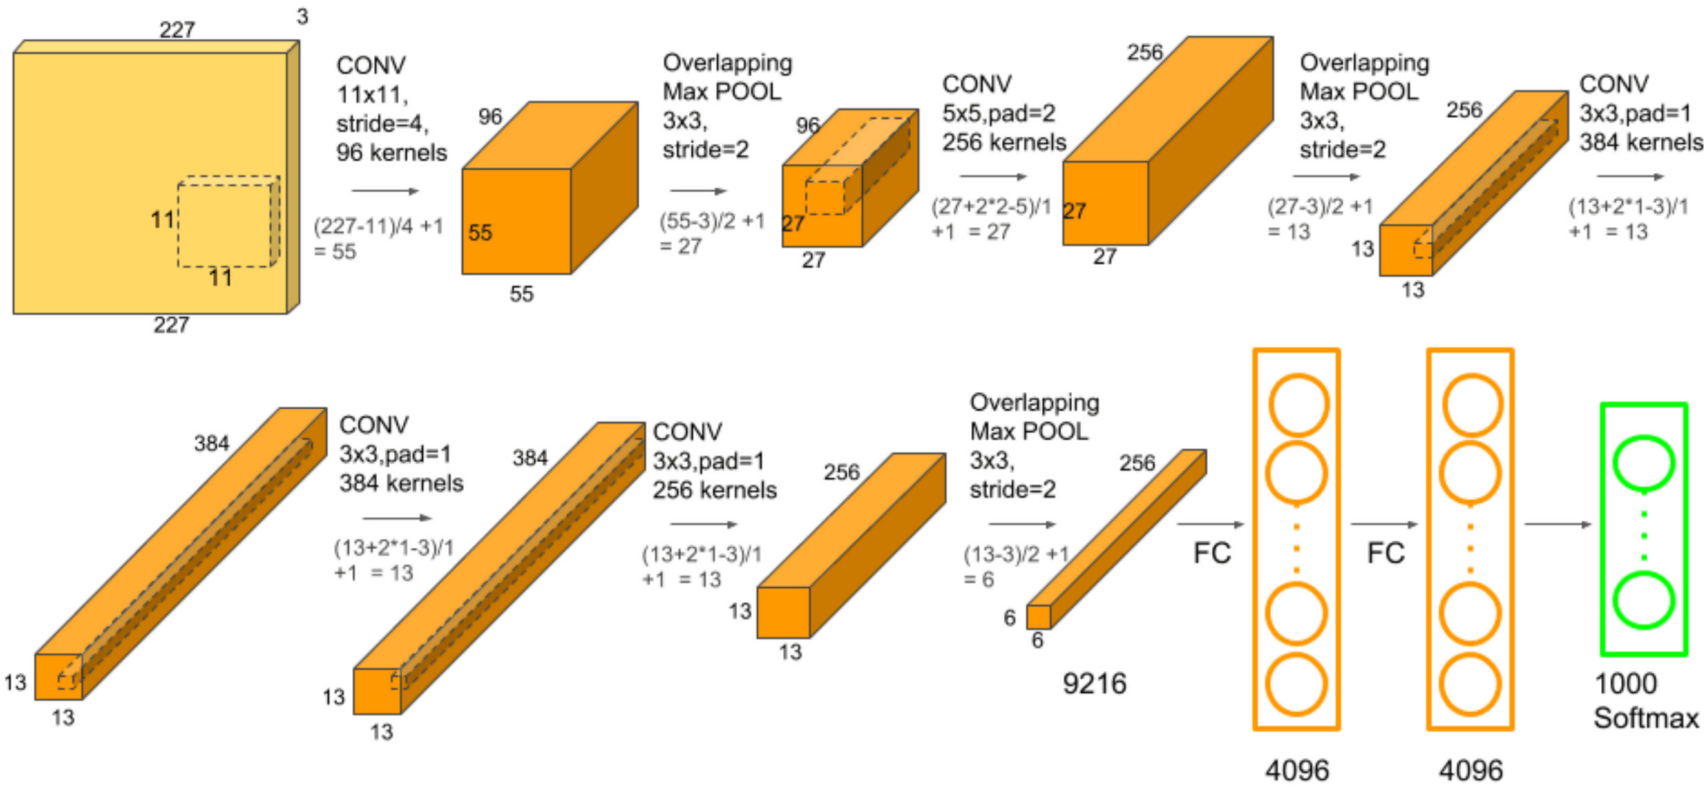 227
3
11
11
227
CONV
11x11,
stride=4,
96 kernels
(227-11)/4 +1
= 55
96
55
55
Overlapping
Max POOL
3x3,
stride=2
(55-3)/2 +1
= 27
96
27
27
CONV
5x5,pad=2
256 kernels
(27+2*2-5)/1
+1 = 27
256
27
27
Overlapping
Max POOL
3x3,
stride=2
(27-3)/2 +1
= 13
256
13
13
CONV
3x3,pad=1
384 kernels
(13+2*1-3)/1
+1 = 13
384
13
13
CONV
3x3,pad=1
384 kernels
(13+2*1-3)/1
+1 = 13
384
13
13
CONV
3x3,pad=1
256 kernels
(13+2*1-3)/1
+1 = 13
256
13
13
Overlapping
Max POOL
3x3,
stride=2
(13-3)/2 +1
= 6
256
6
6
9216
FC
4096
FC
4096
1000
Softmax